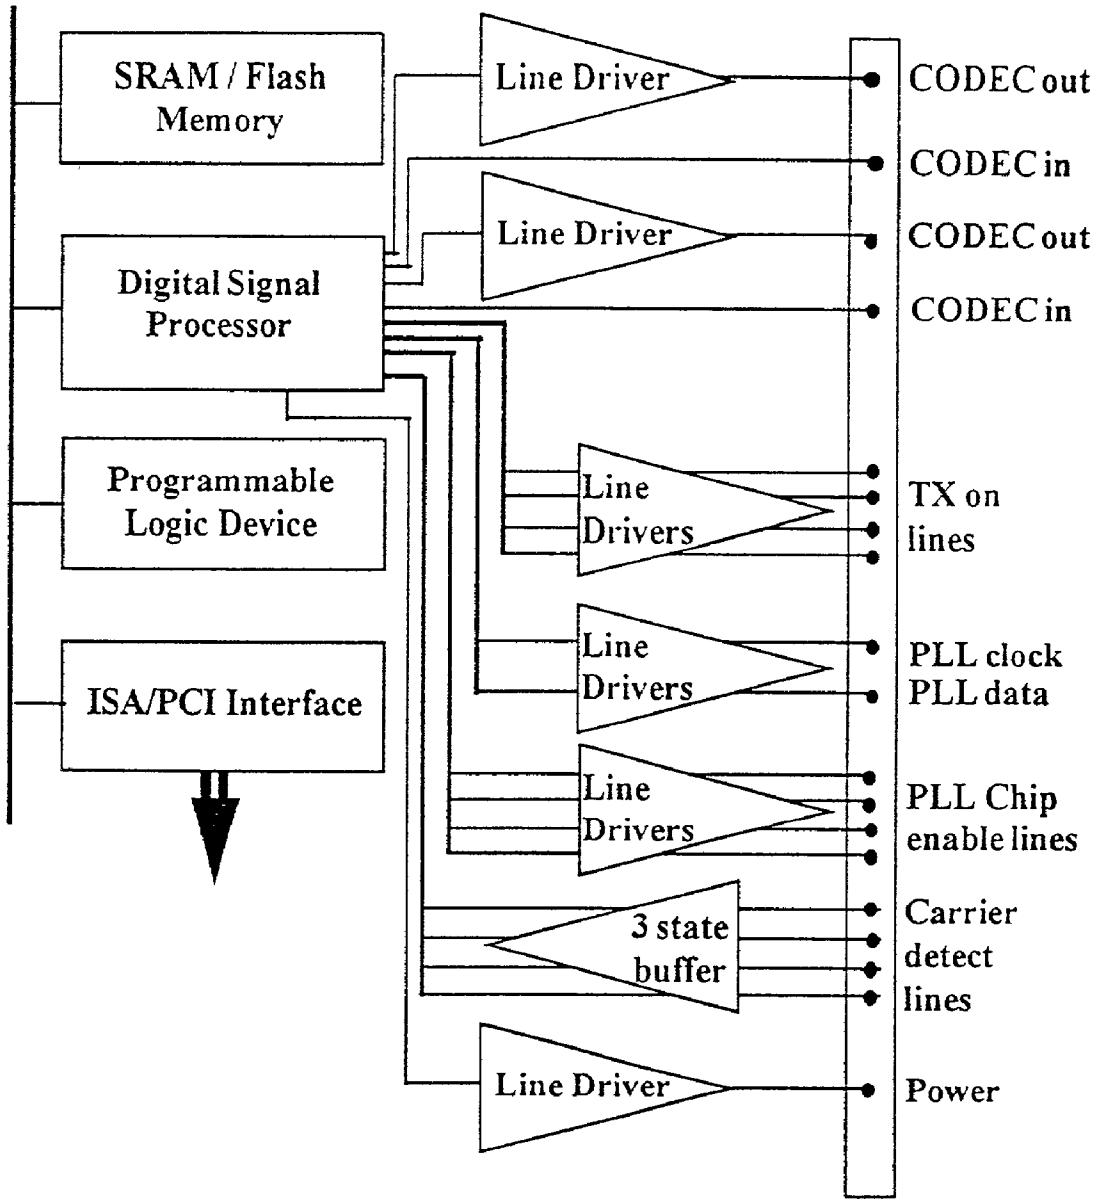 SRAM / Flash
Memory
Line Driver
CODEC out
CODEC in
Line Driver
CODEC out
Digital Signal
Processor
CODEC in
Programmable
Logic Device
Line
Drivers
TX on
lines
ISA/PCI Interface
Line
Drivers
PLL clock
PLL data
Line
Drivers
PLL Chip
enable lines
3 state
buffer
Carrier
detect
lines
Line Driver
Power